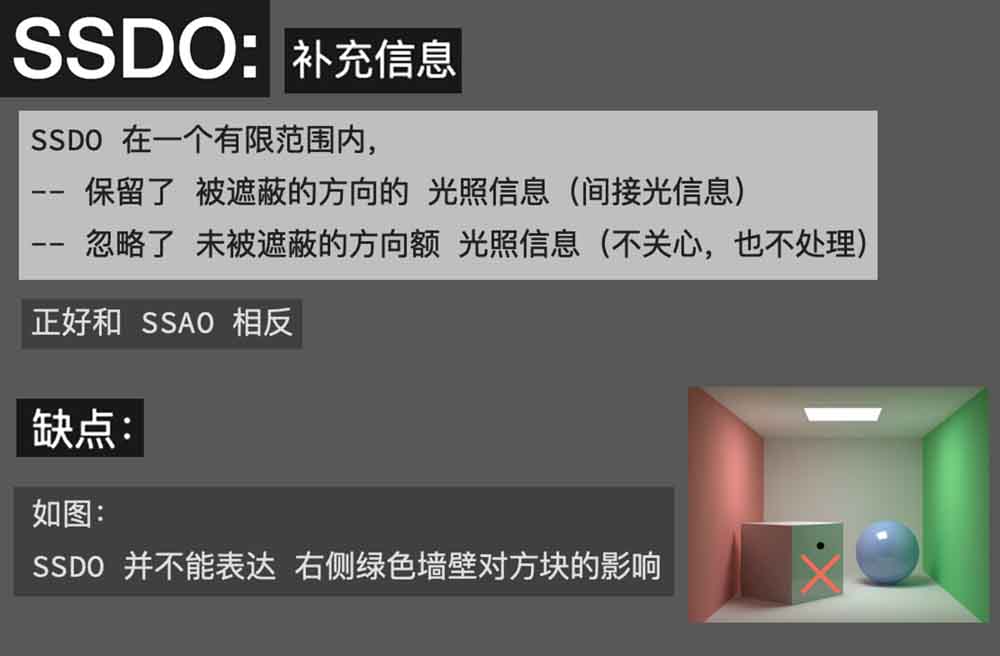 SSDO:
补充信息
SSDO 在一个有限范围内,
-- 保留了 被遮蔽的方向的 光照信息 (间接光信息)
-- 忽略了 未被遮蔽的方向额 光照信息 (不关心, 也不处理)
正好和 SSAO 相反
缺点:
如图:
SSDO 并不能表达 右侧绿色墙壁对方块的影响